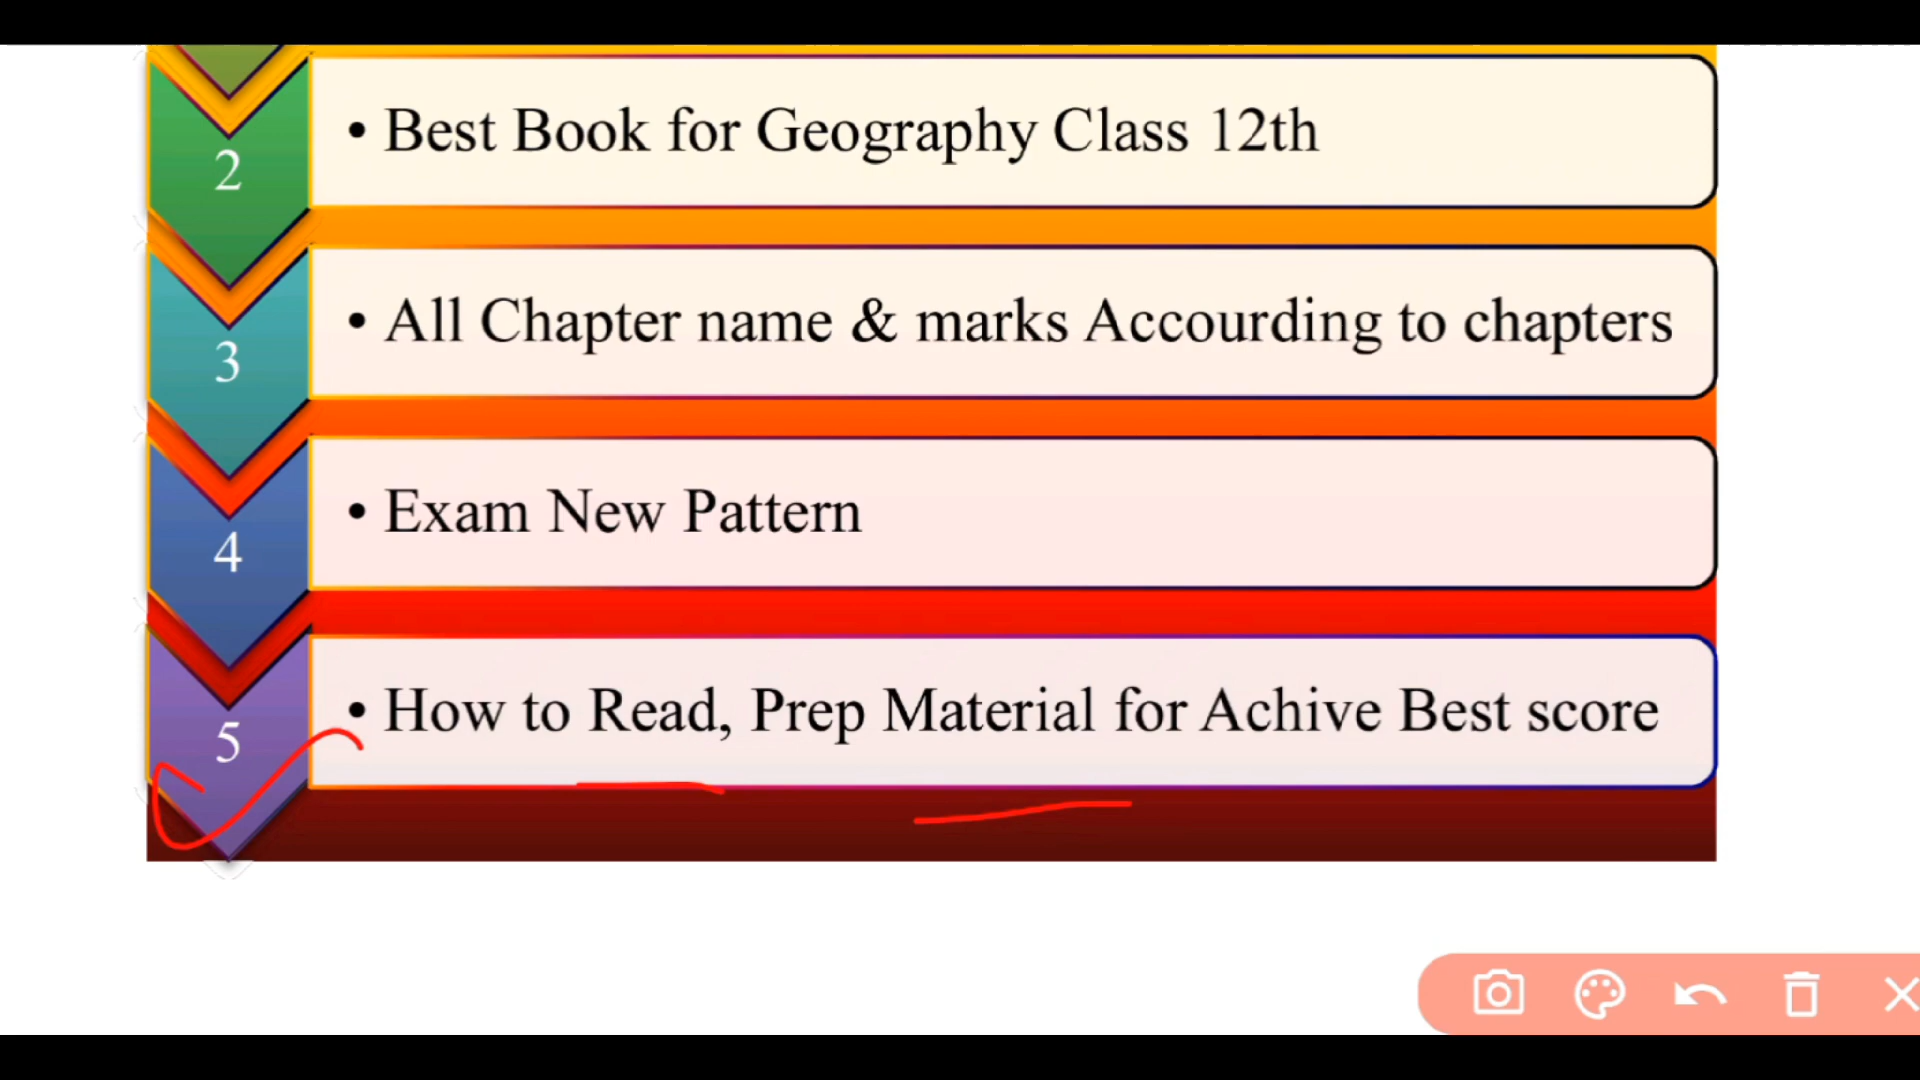 2
• Best Book for Geography Class 12th
3
• All Chapter name & marks Accourding to chapters
4
• Exam New Pattern
5
• How to Read, Prep Material for Achive Best score